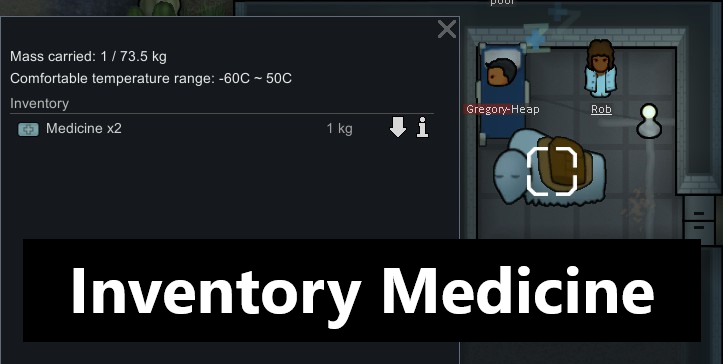 poor
Mass carried: 1 / 73.5 kg
Comfortable temperature range: -60C ~ 50C
Inventory
Medicine x2 1 kg
Gregory-Heap Rob
Inventory Medicine